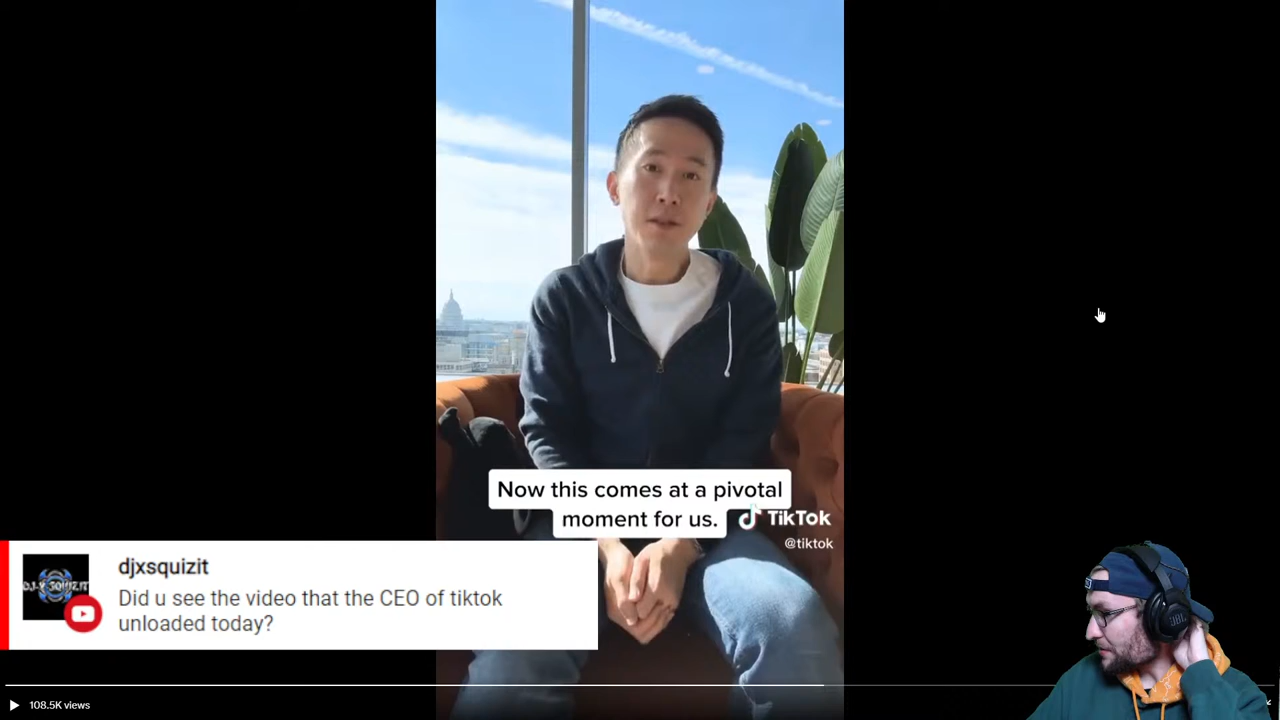 Now this comes at a pivotal
moment for us.
TikTok
@tiktok
djxsquizit
Did u see the video that the CEO of tiktok
unloaded today?
108.5K views
JBL